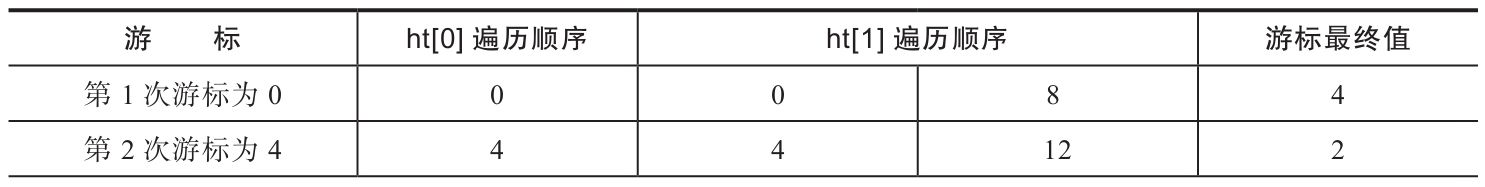 游 标 ht[0] 遍历顺序 ht[1] 遍历顺序 游标最终值
第 1 次游标为 0 0 0 8 4
第 2 次游标为 4 4 4 12 2